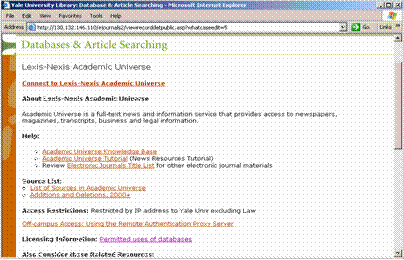 Yale University Library: Database & Article Searching - Microsoft Internet Explorer
File Edit View Favorites Tools Help
Address http://130.132.146.110/ejournals2/viewrecorddetpublic.asp?whatcaseedit=5 Go Links »
Databases & Article Searching
Lexis-Nexis Academic Universe
Connect to Lexis-Nexis Academic Universe
About Lexis-Nexis Academic Universe
Academic Universe is a full-text news and information service that provides access to newspapers,
magazines, transcripts, business and legal information.
Help:
Academic Universe Knowledge Base
Academic Universe Tutorial (News Resources Tutorial)
Review Electronic Journals Title List for other electronic journal materials
Source List:
List of Sources in Academic Universe
Additions and Deletions, 2000+
Access Restrictions: Restricted by IP address to Yale Univ excluding Law
Off-campus Access: Using the Remote Authentication Proxy Server
Licensing Information: Permitted uses of databases
Also Consider these Related Resources: